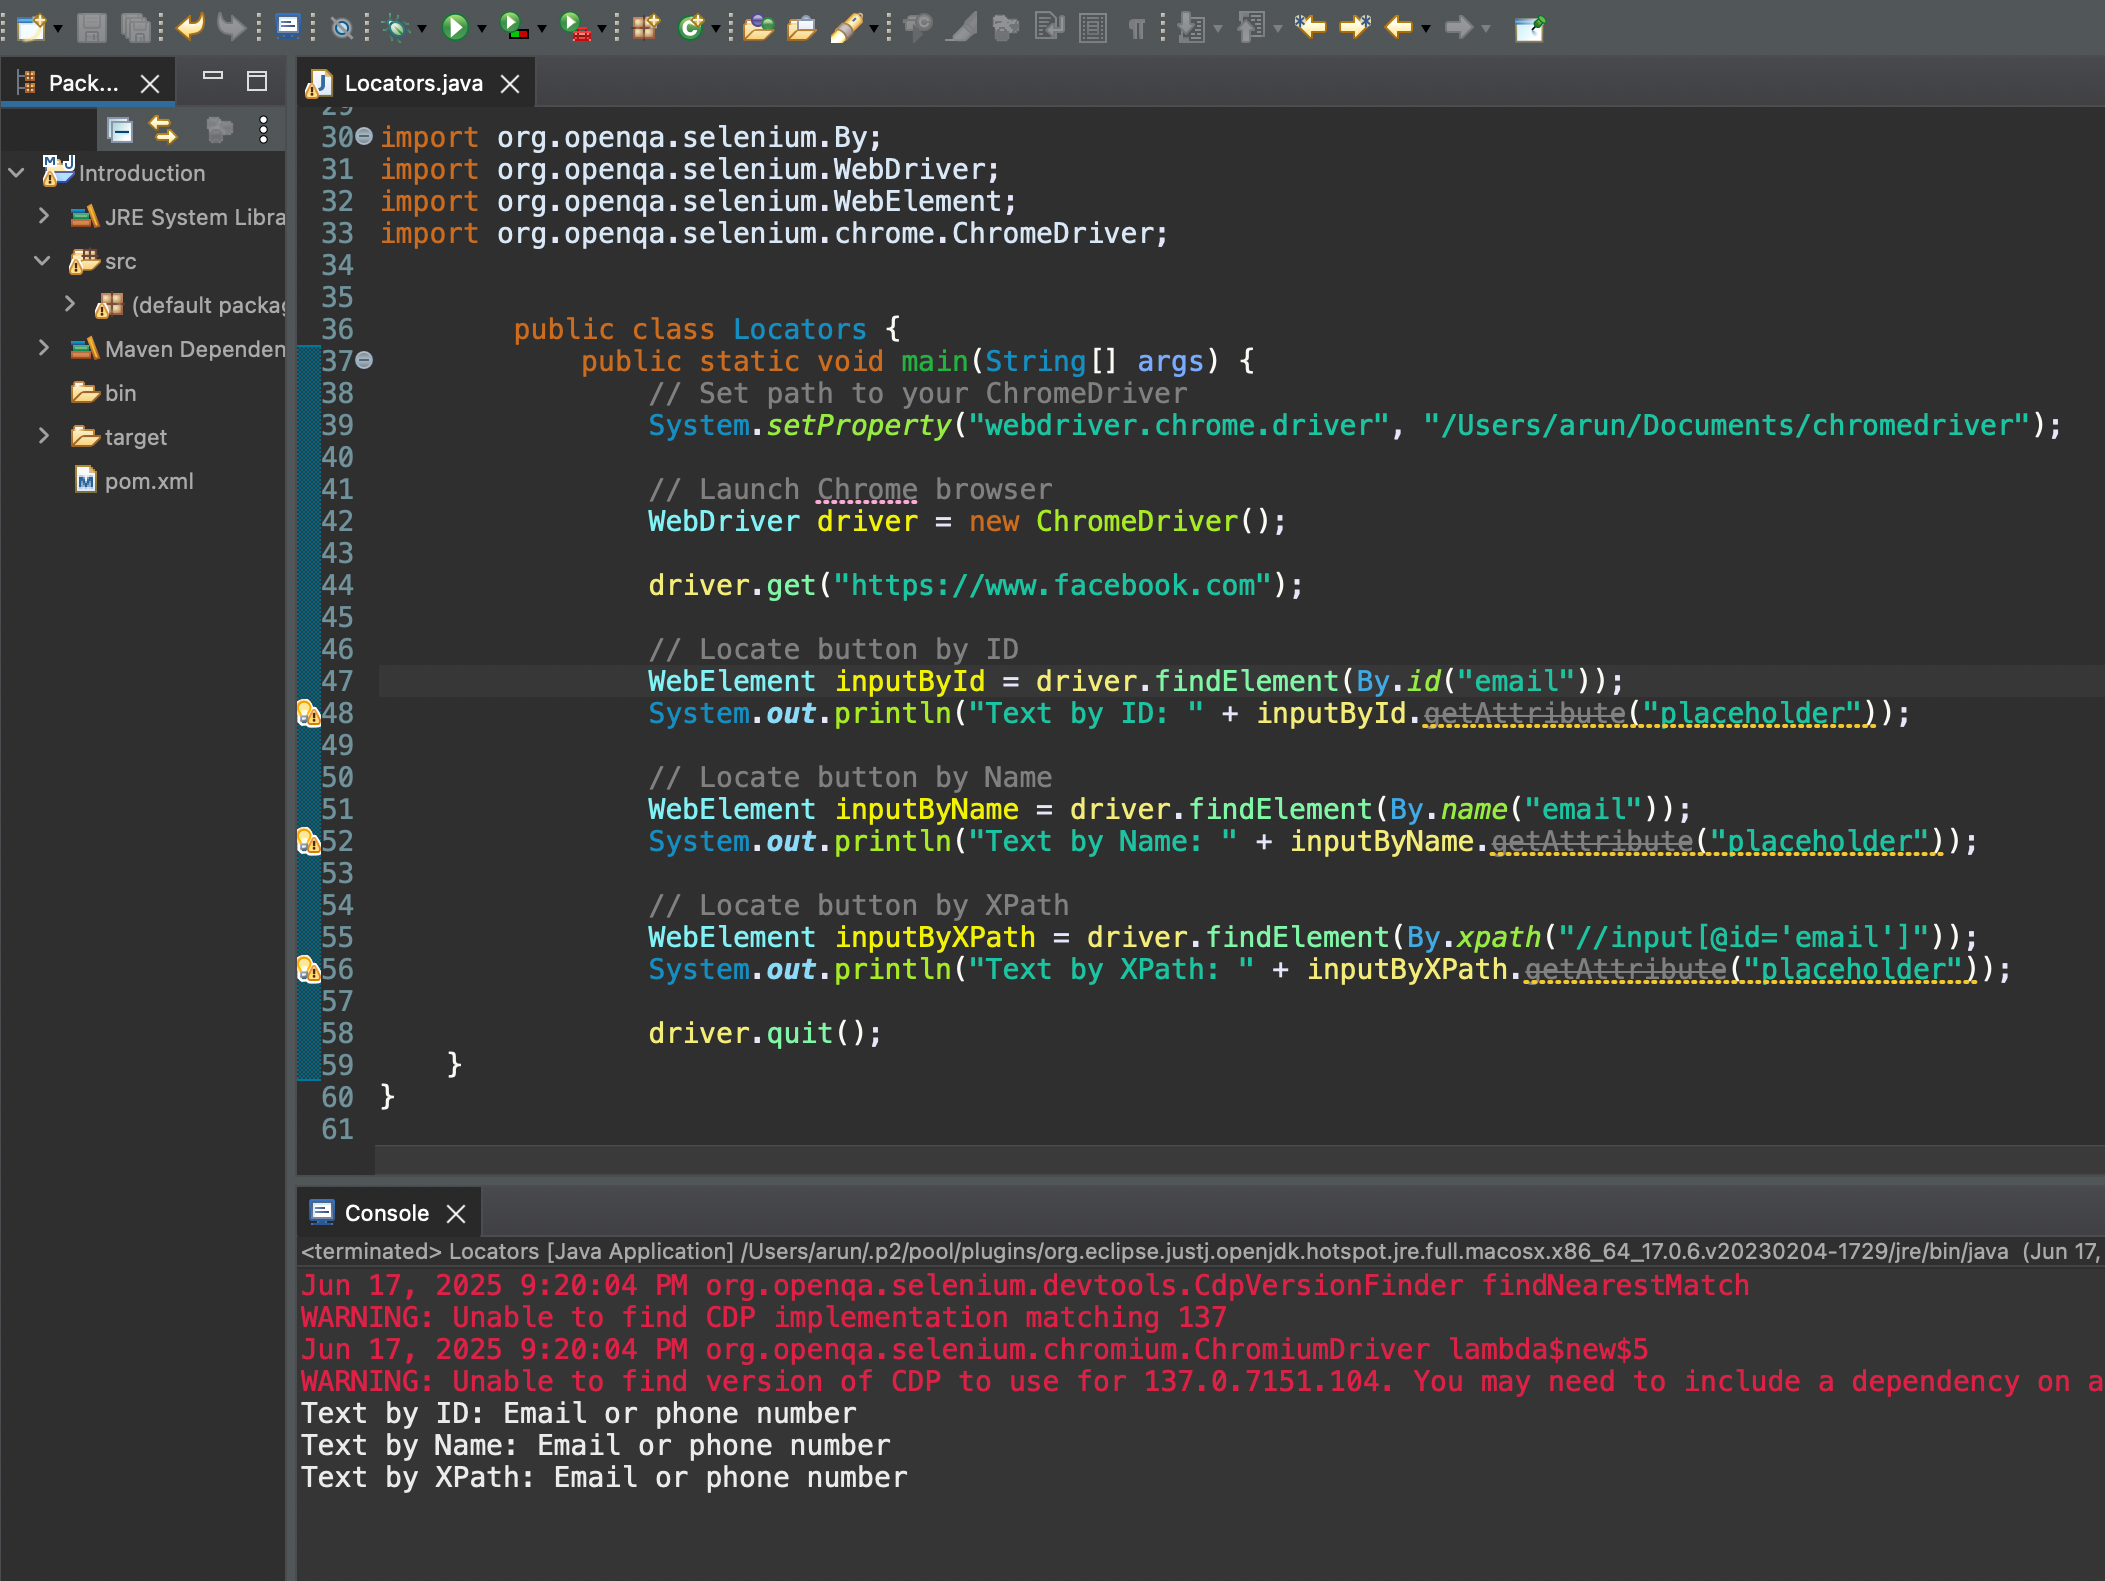 Pack...
Locators.java
Introduction
JRE System Libra
src
(default packag
Maven Dependen
bin
target
pom.xml
29
30 import org.openqa.selenium.By;
31 import org.openqa.selenium.WebDriver;
32 import org.openqa.selenium.WebElement;
33 import org.openqa.selenium.chrome.ChromeDriver;
34
35
36 public class Locators {
37 public static void main(String[] args) {
38 // Set path to your ChromeDriver
39 System.setProperty("webdriver.chrome.driver", "/Users/arun/Documents/chromedriver");
40
41 // Launch Chrome browser
42 WebDriver driver = new ChromeDriver();
43
44 driver.get("https://www.facebook.com");
45
46 // Locate button by ID
47 WebElement inputById = driver.findElement(By.id("email"));
48 System.out.println("Text by ID: " + inputById.getAttribute("placeholder"));
49
50 // Locate button by Name
51 WebElement inputByName = driver.findElement(By.name("email"));
52 System.out.println("Text by Name: " + inputByName.getAttribute("placeholder"));
53
54 // Locate button by XPath
55 WebElement inputByXPath = driver.findElement(By.xpath("//input[@id='email']"));
56 System.out.println("Text by XPath: " + inputByXPath.getAttribute("placeholder"));
57
58 driver.quit();
59 }
60 }
61
Console
<terminated> Locators [Java Application] /Users/arun/.p2/pool/plugins/org.eclipse.justj.openjdk.hotspot.jre.full.macosx.x86_64_17.0.6.v20230204-1729/jre/bin/java (Jun 17,
Jun 17, 2025 9:20:04 PM org.openqa.selenium.devtools.CdpVersionFinder findNearestMatch
WARNING: Unable to find CDP implementation matching 137
Jun 17, 2025 9:20:04 PM org.openqa.selenium.chromium.ChromiumDriver lambda$new$5
WARNING: Unable to find version of CDP to use for 137.0.7151.104. You may need to include a dependency on a
Text by ID: Email or phone number
Text by Name: Email or phone number
Text by XPath: Email or phone number